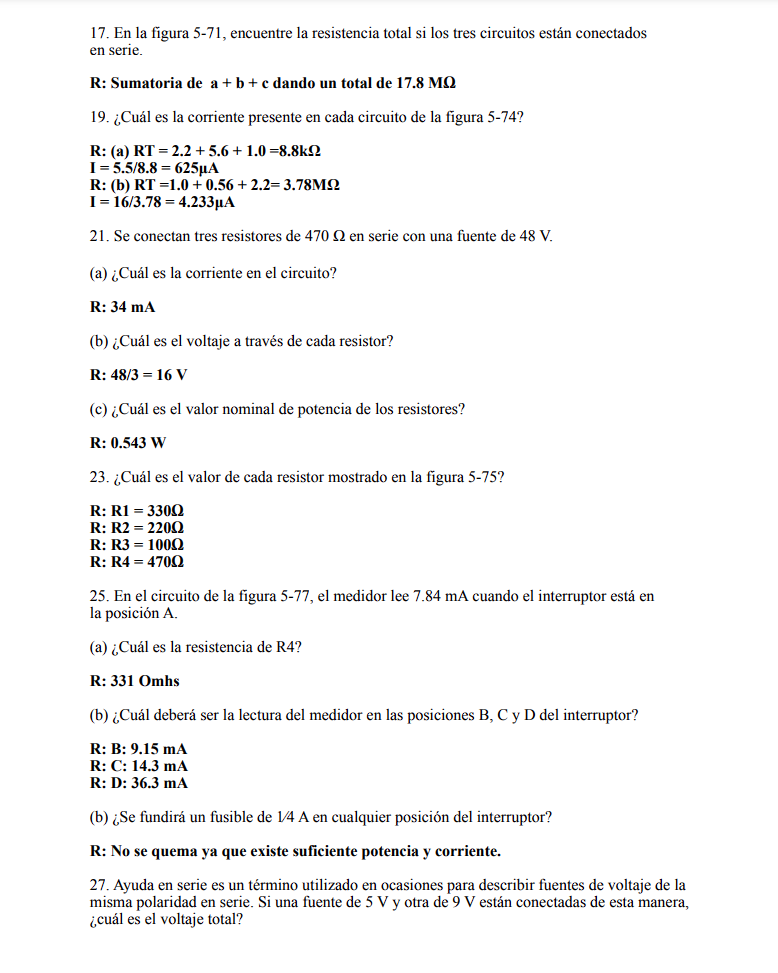 17. En la figura 5-71, encuentre la resistencia total si los tres circuitos están conectados
en serie.
R: Sumatoria de a + b + c dando un total de 17.8 MΩ
19. ¿Cuál es la corriente presente en cada circuito de la figura 5-74?
R: (a) RT = 2.2 + 5.6 + 1.0 =8.8kΩ
I = 5.5/8.8 = 625µA
R: (b) RT =1.0 + 0.56 + 2.2= 3.78MΩ
I = 16/3.78 = 4.233µA
21. Se conectan tres resistores de 470 Ω en serie con una fuente de 48 V.
(a) ¿Cuál es la corriente en el circuito?
R: 34 mA
(b) ¿Cuál es el voltaje a través de cada resistor?
R: 48/3 = 16 V
(c) ¿Cuál es el valor nominal de potencia de los resistores?
R: 0.543 W
23. ¿Cuál es el valor de cada resistor mostrado en la figura 5-75?
R: R1 = 330Ω
R: R2 = 220Ω
R: R3 = 100Ω
R: R4 = 470Ω
25. En el circuito de la figura 5-77, el medidor lee 7.84 mA cuando el interruptor está en
la posición A.
(a) ¿Cuál es la resistencia de R4?
R: 331 Omhs
(b) ¿Cuál deberá ser la lectura del medidor en las posiciones B, C y D del interruptor?
R: B: 9.15 mA
R: C: 14.3 mA
R: D: 36.3 mA
(b) ¿Se fundirá un fusible de 1⁄4 A en cualquier posición del interruptor?
R: No se quema ya que existe suficiente potencia y corriente.
27. Ayuda en serie es un término utilizado en ocasiones para describir fuentes de voltaje de la
misma polaridad en serie. Si una fuente de 5 V y otra de 9 V están conectadas de esta manera,
¿cuál es el voltaje total?